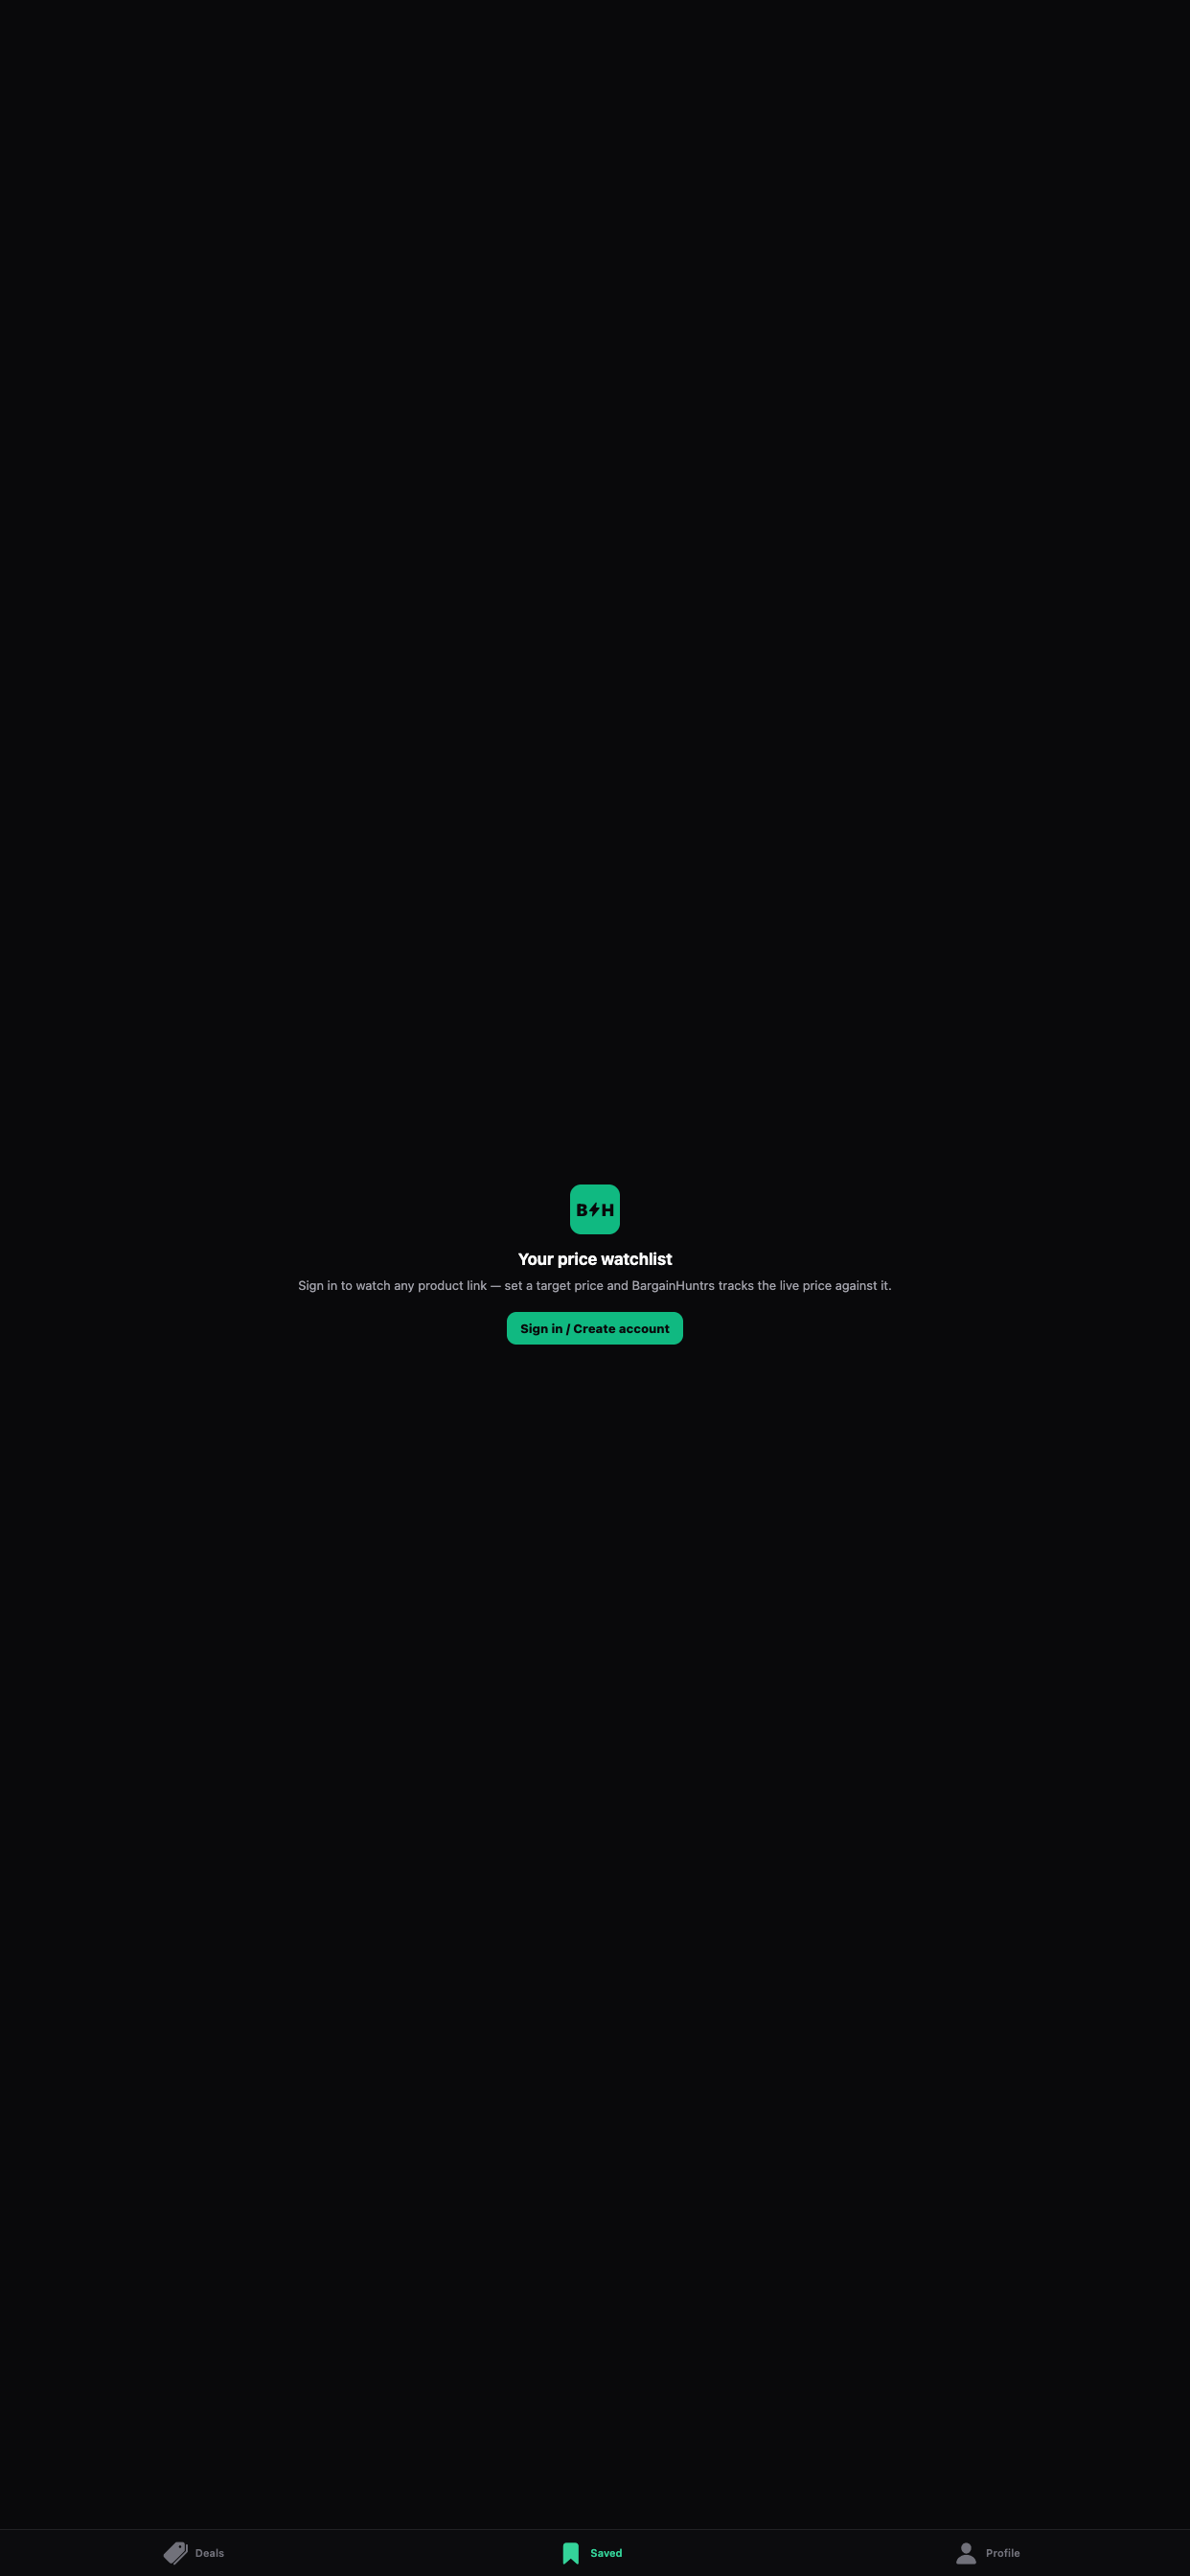 B⚡H
Your price watchlist
Sign in to watch any product link — set a target price and BargainHuntrs tracks the live price against it.
Sign in / Create account
Deals
Saved
Profile